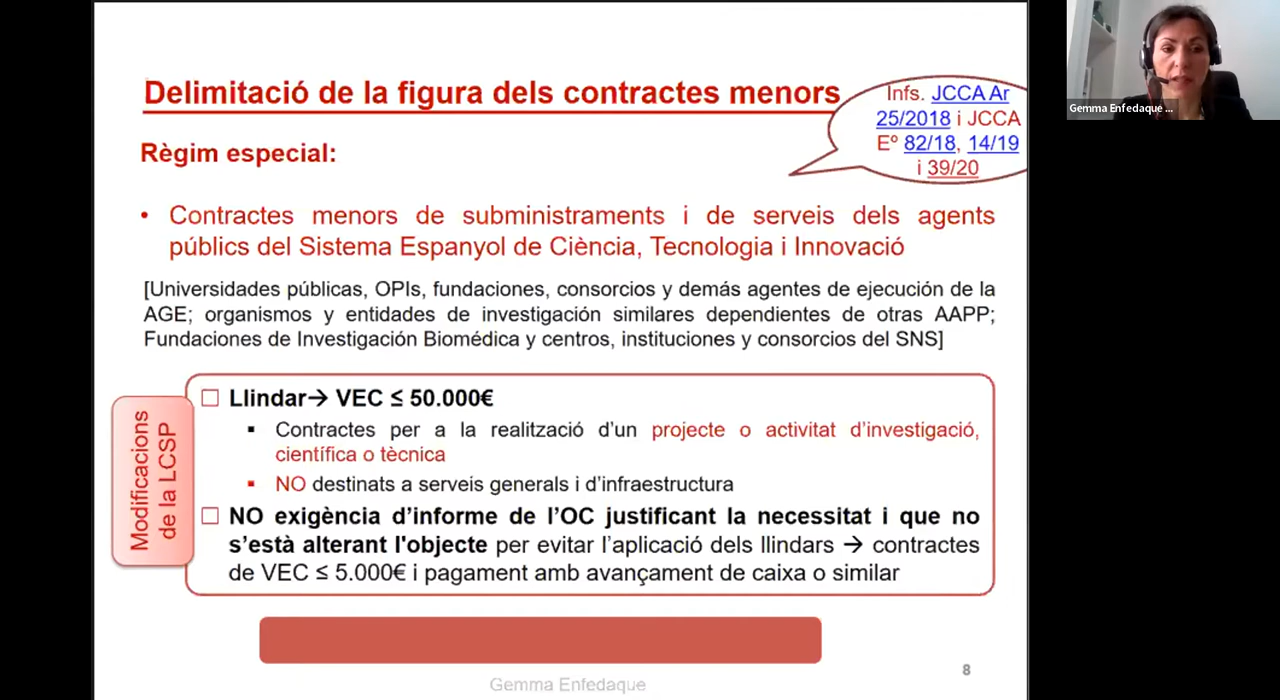 Delimitació de la figura dels contractes menors
Infs. JCCA Ar
25/2018 i JCCA
Eº 82/18, 14/19
i 39/20
Règim especial:
• Contractes menors de subministraments i de serveis dels agents
públics del Sistema Espanyol de Ciència, Tecnologia i Innovació
[Universidades públicas, OPIs, fundaciones, consorcios y demás agentes de ejecución de la
AGE; organismos y entidades de investigación similares dependientes de otras AAPP;
Fundaciones de Investigación Biomédica y centros, instituciones y consorcios del SNS]
Modificacions
de la LCSP
☐ Llindar→ VEC ≤ 50.000€
▪ Contractes per a la realització d’un projecte o activitat d’investigació,
científica o tècnica
▪ NO destinats a serveis generals i d’infraestructura
☐ NO exigència d’informe de l’OC justificant la necessitat i que no
s’està alterant l'objecte per evitar l’aplicació dels llindars → contractes
de VEC ≤ 5.000€ i pagament amb avançament de caixa o similar
Gemma Enfedaque
8
Gemma Enfedaque ...